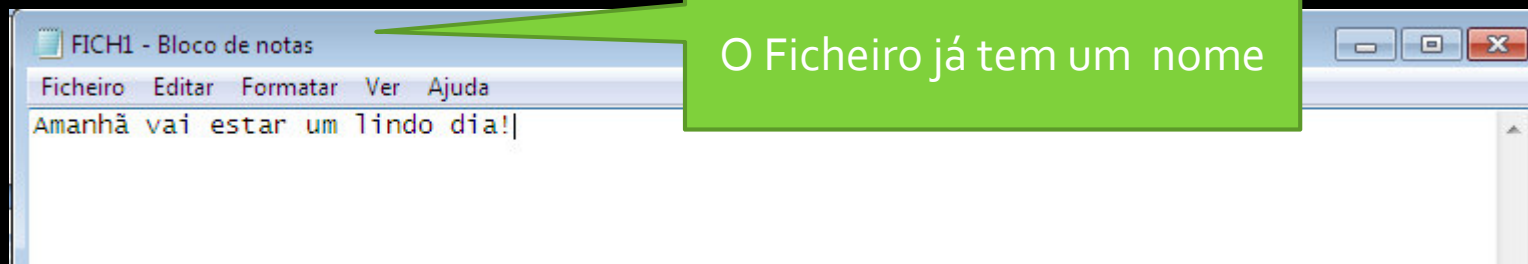 FICH1 - Bloco de notas
O Ficheiro já tem um nome
Ficheiro Editar Formatar Ver Ajuda
Amanhã vai estar um lindo dia!